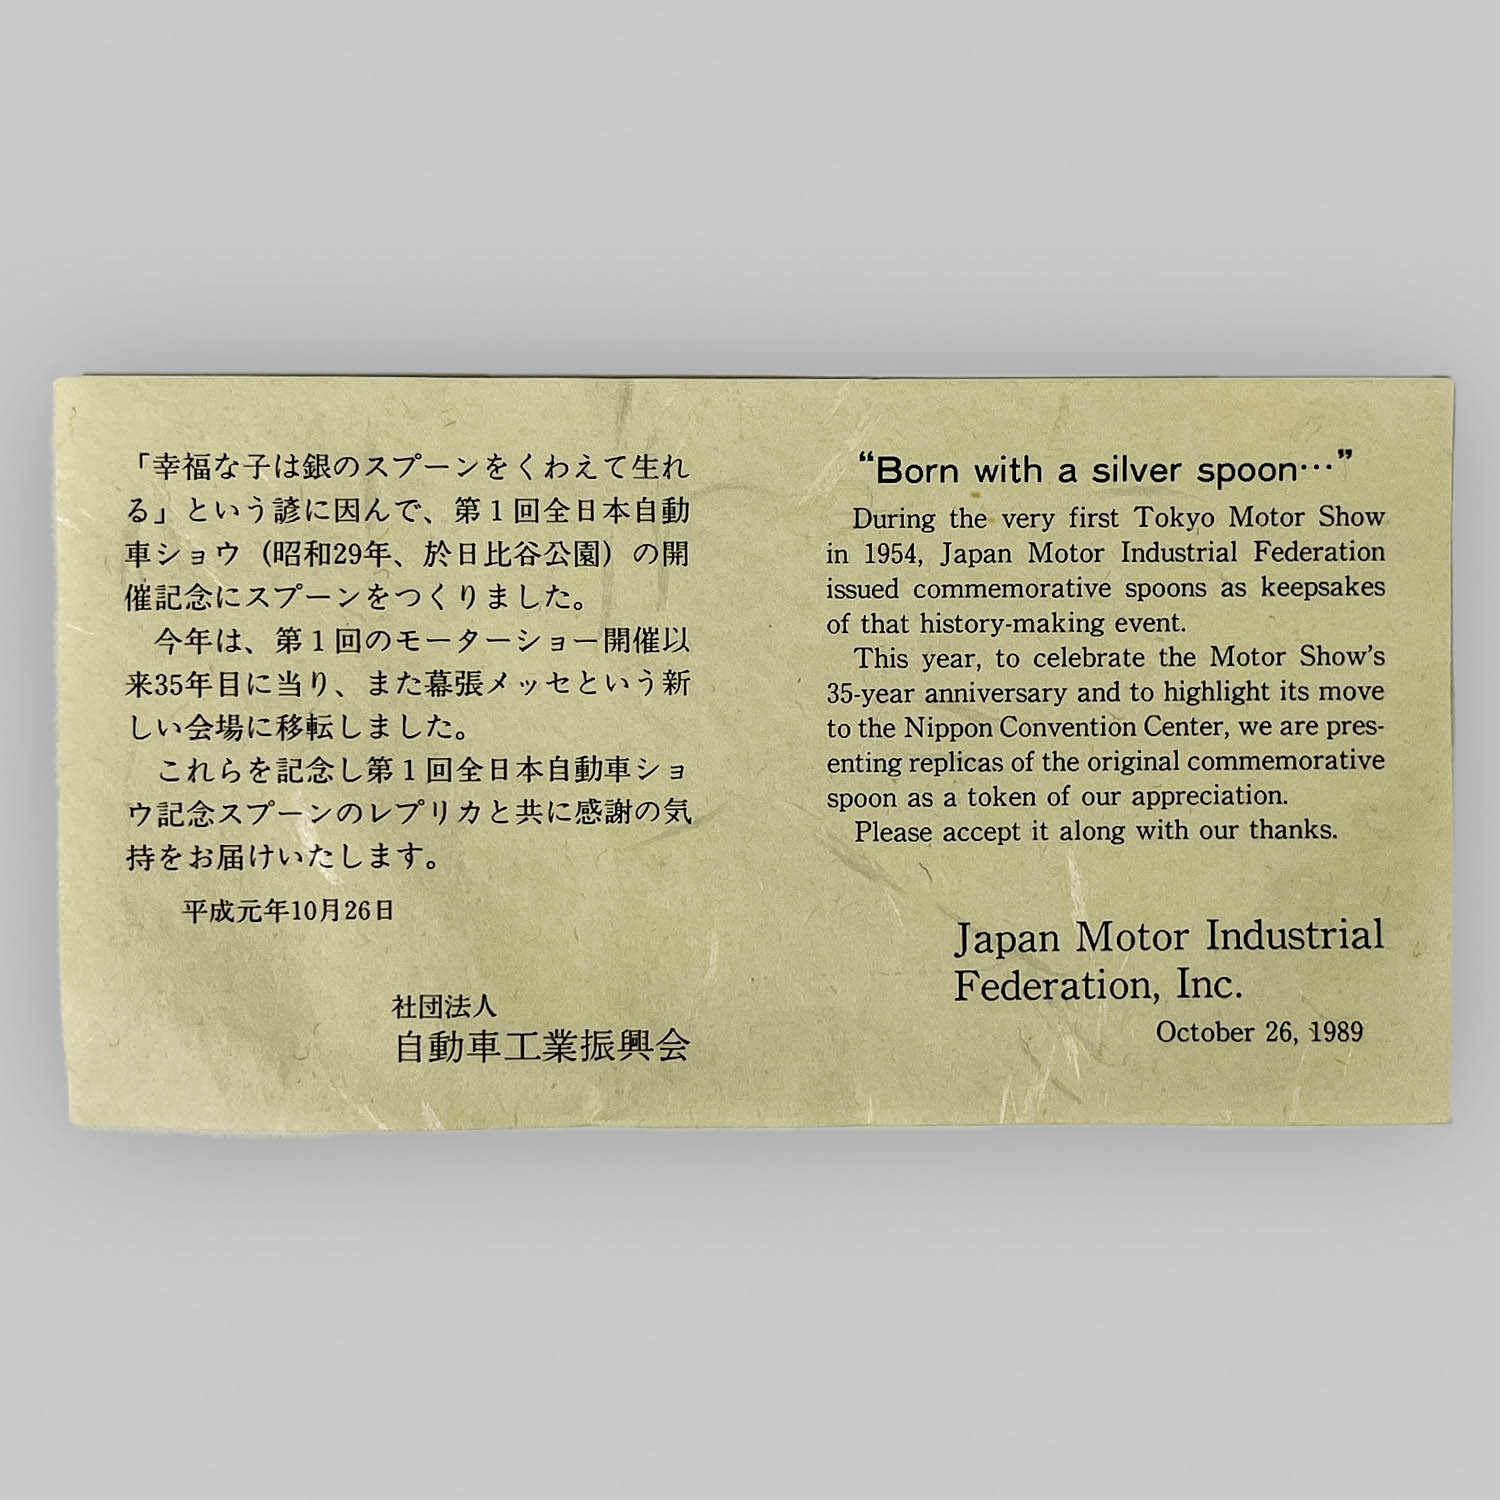 「幸福な子は銀のスプーンをくわえて生れ
る」という諺に因んで、第1回全日本自動
車ショウ（昭和29年、於日比谷公園）の開
催記念にスプーンをつくりました。
今年は、第1回のモーターショー開催以
来35年目に当り、また幕張メッセという新
しい会場に移転しました。
これらを記念し第1回全日本自動車ショ
ウ記念スプーンのレプリカと共に感謝の気
持をお届けいたします。
平成元年10月26日
社団法人
自動車工業振興会
“Born with a silver spoon…”
During the very first Tokyo Motor Show
in 1954, Japan Motor Industrial Federation
issued commemorative spoons as keepsakes
of that history-making event.
This year, to celebrate the Motor Show's
35-year anniversary and to highlight its move
to the Nippon Convention Center, we are pres-
enting replicas of the original commemorative
spoon as a token of our appreciation.
Please accept it along with our thanks.
Japan Motor Industrial
Federation, Inc.
October 26, 1989